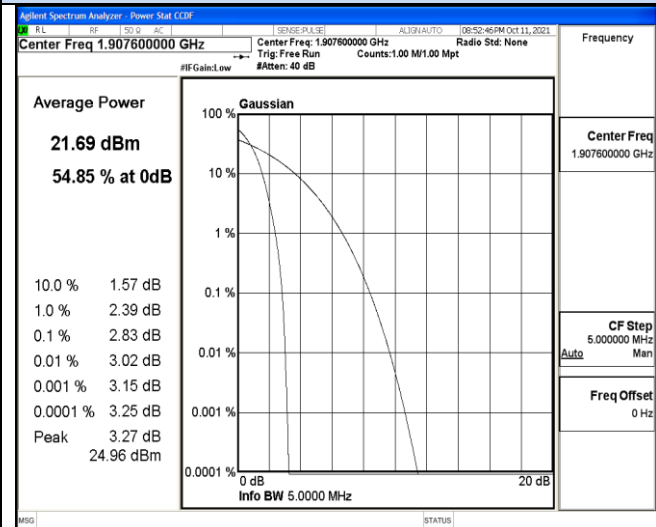 Agilent Spectrum Analyzer - Power Stat CCDF
RL RF 50 Ω AC SENSE:PULSE ALIGN AUTO 08:52:46 PM Oct 11, 2021
Center Freq 1.907600000 GHz
Center Freq: 1.907600000 GHz Radio Std: None
Trig: Free Run Counts:1.00 M/1.00 Mpt
#IFGain:Low #Atten: 40 dB
Frequency
Average Power
21.69 dBm
54.85 % at 0dB
10.0 % 1.57 dB
1.0 % 2.39 dB
0.1 % 2.83 dB
0.01 % 3.02 dB
0.001 % 3.15 dB
0.0001 % 3.25 dB
Peak 3.27 dB
24.96 dBm
Gaussian
100 %
10 %
1 %
0.1 %
0.01 %
0.001 %
0.0001 %
0 dB 20 dB
Info BW 5.0000 MHz
Center Freq
1.907600000 GHz
CF Step
5.000000 MHz
Auto Man
Freq Offset
0 Hz
MSG STATUS